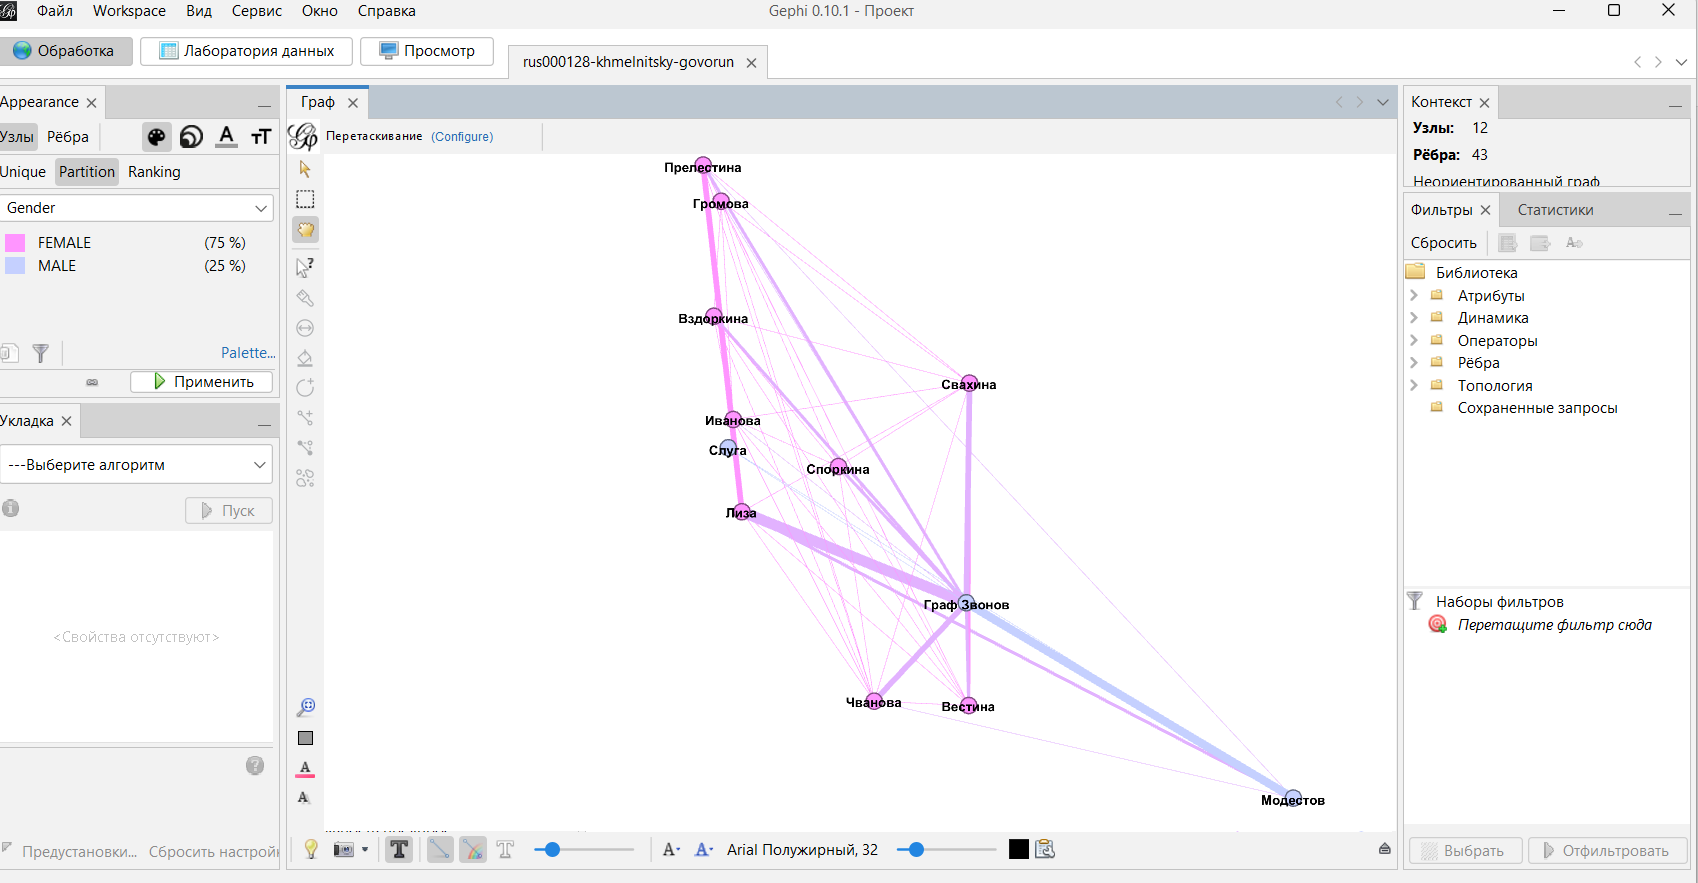 Файл Workspace Вид Сервис Окно Справка Gephi 0.10.1 - Проект
Обработка Лаборатория данных Просмотр rus000128-khmelnitsky-govorun
Appearance
Узлы Рёбра
Unique Partition Ranking
Gender
FEMALE (75 %)
MALE (25 %)
Palette...
Применить
Укладка
---Выберите алгоритм
Пуск
<Свойства отсутствуют>
Предустановки... Сбросить настрой
Граф
Перетаскивание (Configure)
Прелестина
Громова
Вздоркина
Свахина
Иванова
Слуга
Споркина
Лиза
Граф Звонов
Чванова Вестина
Модестов
Arial Полужирный, 32
Контекст
Узлы: 12
Рёбра: 43
Неориентированный граф
Фильтры Статистики
Сбросить
Библиотека
Атрибуты
Динамика
Операторы
Рёбра
Топология
Сохраненные запросы
Наборы фильтров
Перетащите фильтр сюда
Выбрать Отфильтровать